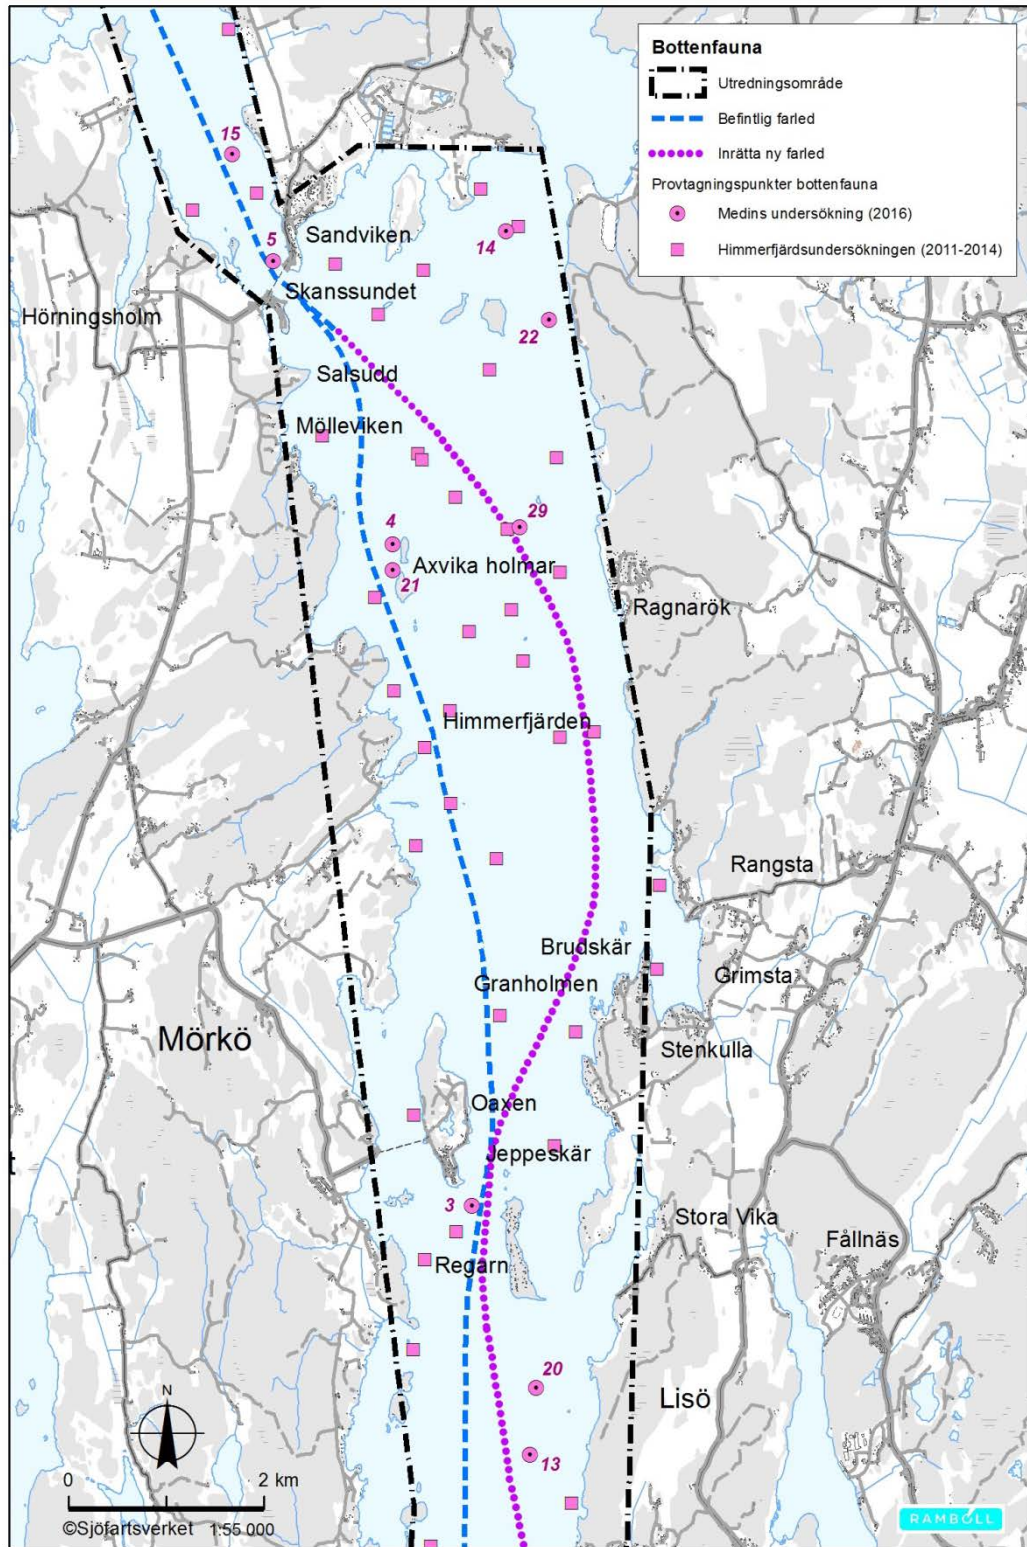 Bottenfauna
Utredningsområde
Befintlig farled
Inrätta ny farled
Provtagningspunkter bottenfauna
Medins undersökning (2016)
Himmerfjärdsundersökningen (2011-2014)
15
5
14
Sandviken
Skanssundet
Hörningsholm
22
Salsudd
Mölleviken
29
4
Axvika holmar
21
Ragnarök
Himmerfjärden
Rangsta
Brudskär
Granholmen
Grimsta
Mörkö
Stenkulla
Oaxen
Jeppeskär
t
3
Stora Vika
Regarn
Fållnäs
20
Lisö
N
13
0 2 km
©Sjöfartsverket 1:55 000
RAMBOLL